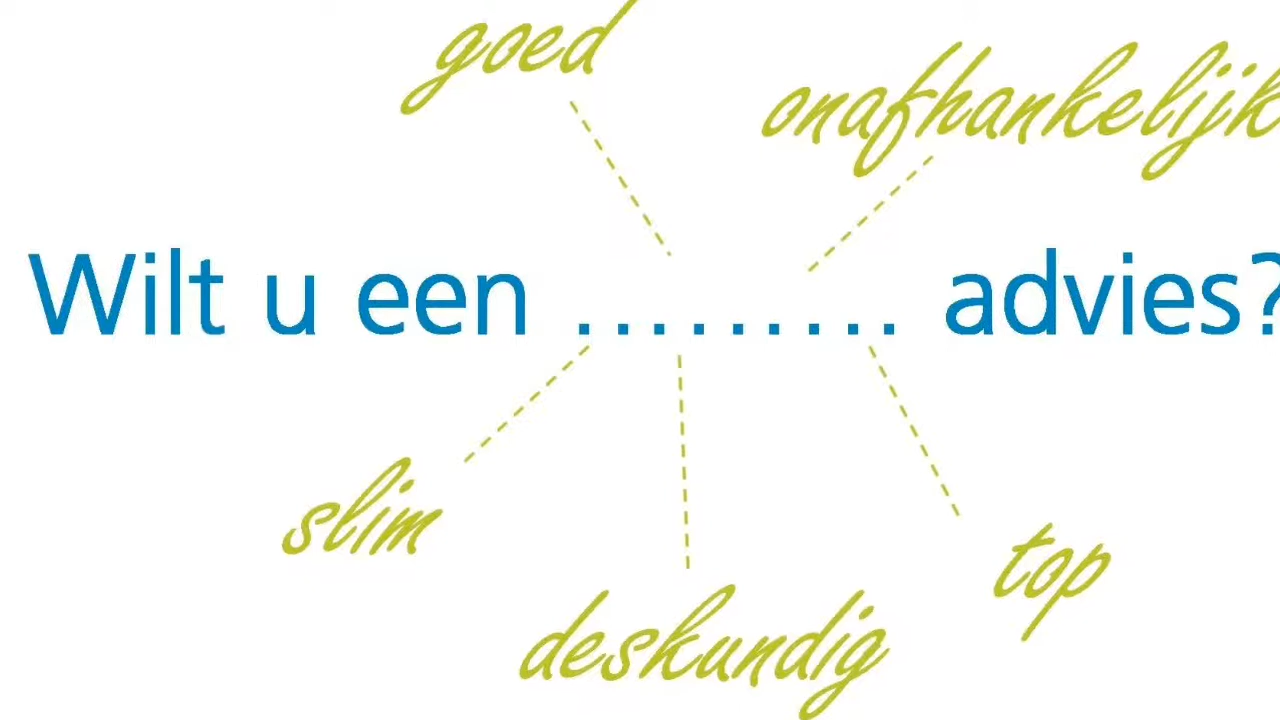 goed
onafhankelijk
Wilt u een ......... advies?
slim
top
deskundig